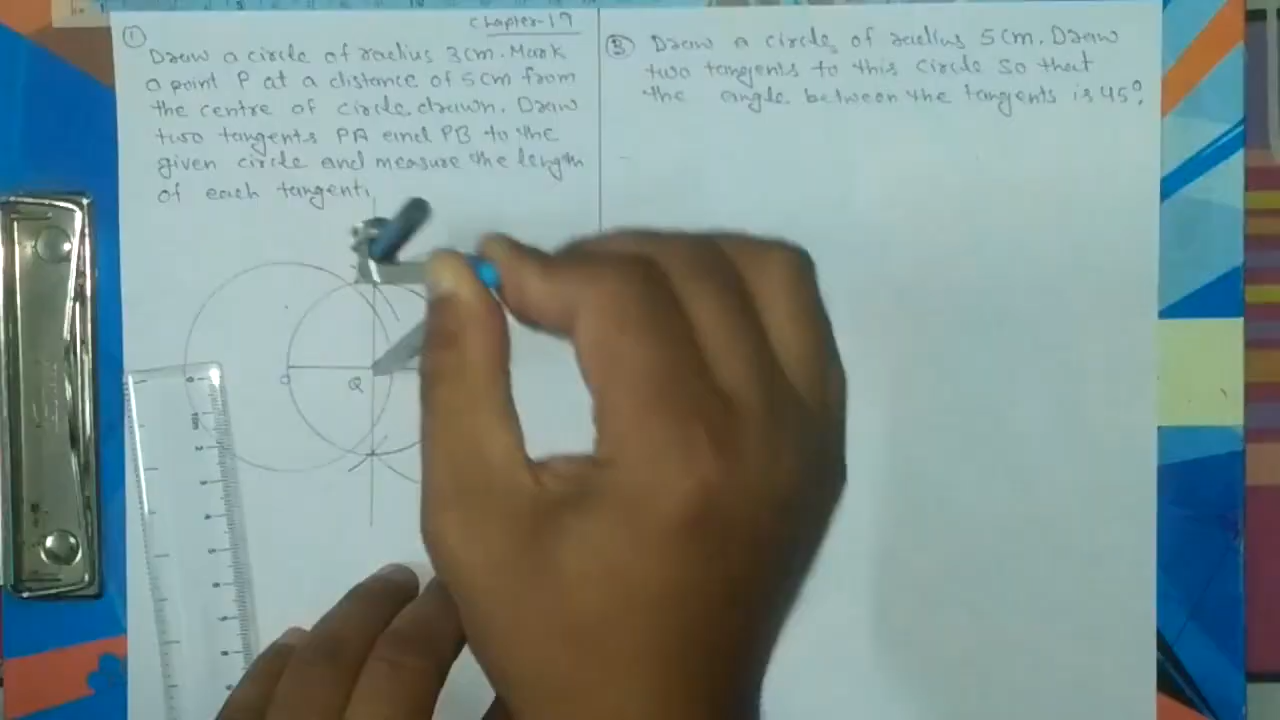 Chapter-17
①
Draw a circle of radius 3cm. Mark
a point P at a distance of 5cm from
the centre of circle drawn. Draw
two tangents PA and PB to the
given circle and measure the length
of each tangent.
③ Draw a circle of radius 5cm. Draw
two tangents to this circle so that
the angle between the tangents is 45°.
Q
0